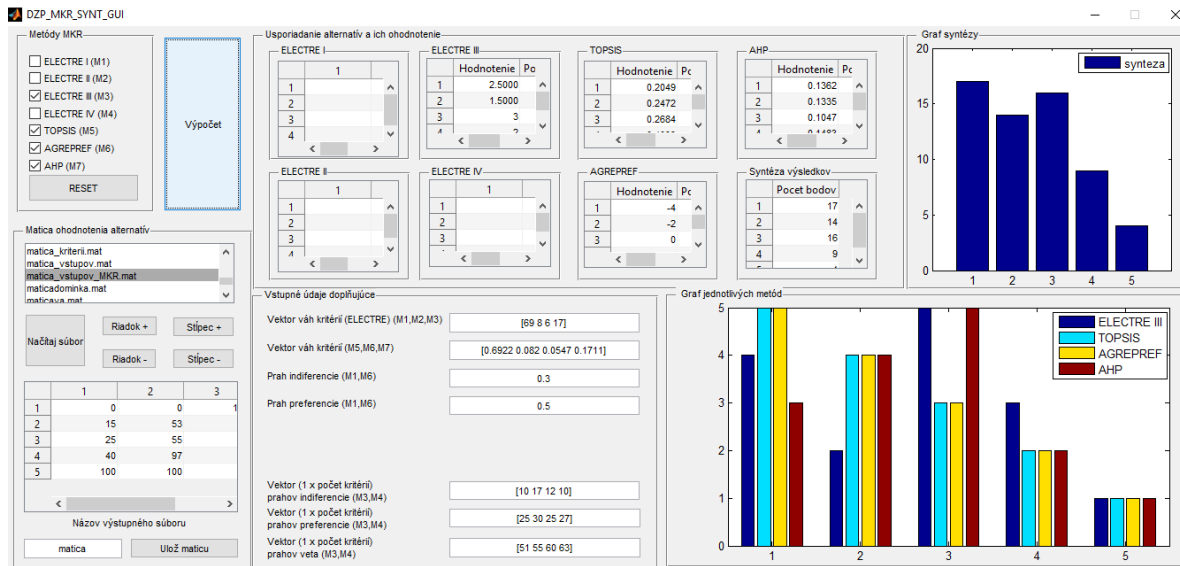 DZP_MKR_SYNT_GUI
Metódy MKR
ELECTRE I (M1)
ELECTRE II (M2)
ELECTRE III (M3)
ELECTRE IV (M4)
TOPSIS (M5)
AGREPREF (M6)
AHP (M7)
RESET
Výpočet
Usporiadanie alternatív a ich ohodnotenie
ELECTRE I
1
1
2
3
4
ELECTRE III
Hodnotenie Po
1 2.5000
2 1.5000
3 3
4 2
TOPSIS
Hodnotenie Pc
1 0.2049
2 0.2472
3 0.2684
AHP
Hodnotenie Pc
1 0.1362
2 0.1335
3 0.1047
4 0.1483
ELECTRE II
1
1
2
3
4
ELECTRE IV
1
1
2
3
4
AGREPREF
Hodnotenie Pc
1 -4
2 -2
3 0
Syntéza výsledkov
Pocet bodov
1 17
2 14
3 16
4 9
5 4
Graf syntézy
synteza
20
15
10
5
0
1 2 3 4 5
Matica ohodnotenia alternatív
matica_kriterii.mat
matica_vstupov.mat
matica_vstupov_MKR.mat
maticadominka.mat
maticaya.mat
Načítaj súbor
Riadok +
Stĺpec +
Riadok -
Stĺpec -
1 2 3
1 0 0 1
2 15 53
3 25 55
4 40 97
5 100 100
Názov výstupného súboru
matica
Ulož maticu
Vstupné údaje doplňujúce
Vektor váh kritérií (ELECTRE) (M1,M2,M3)
[69 8 6 17]
Vektor váh kritérií (M5,M6,M7)
[0.6922 0.082 0.0547 0.1711]
Prah indiferencie (M1,M6)
0.3
Prah preferencie (M1,M6)
0.5
Vektor (1 x počet kritérií)
prahov indiferencie (M3,M4)
[10 17 12 10]
Vektor (1 x počet kritérií)
prahov preferencie (M3,M4)
[25 30 25 27]
Vektor (1 x počet kritérií)
prahov veta (M3,M4)
[51 55 60 63]
Graf jednotlivých metód
ELECTRE III
TOPSIS
AGREPREF
AHP
5
4
3
2
1
0
1 2 3 4 5